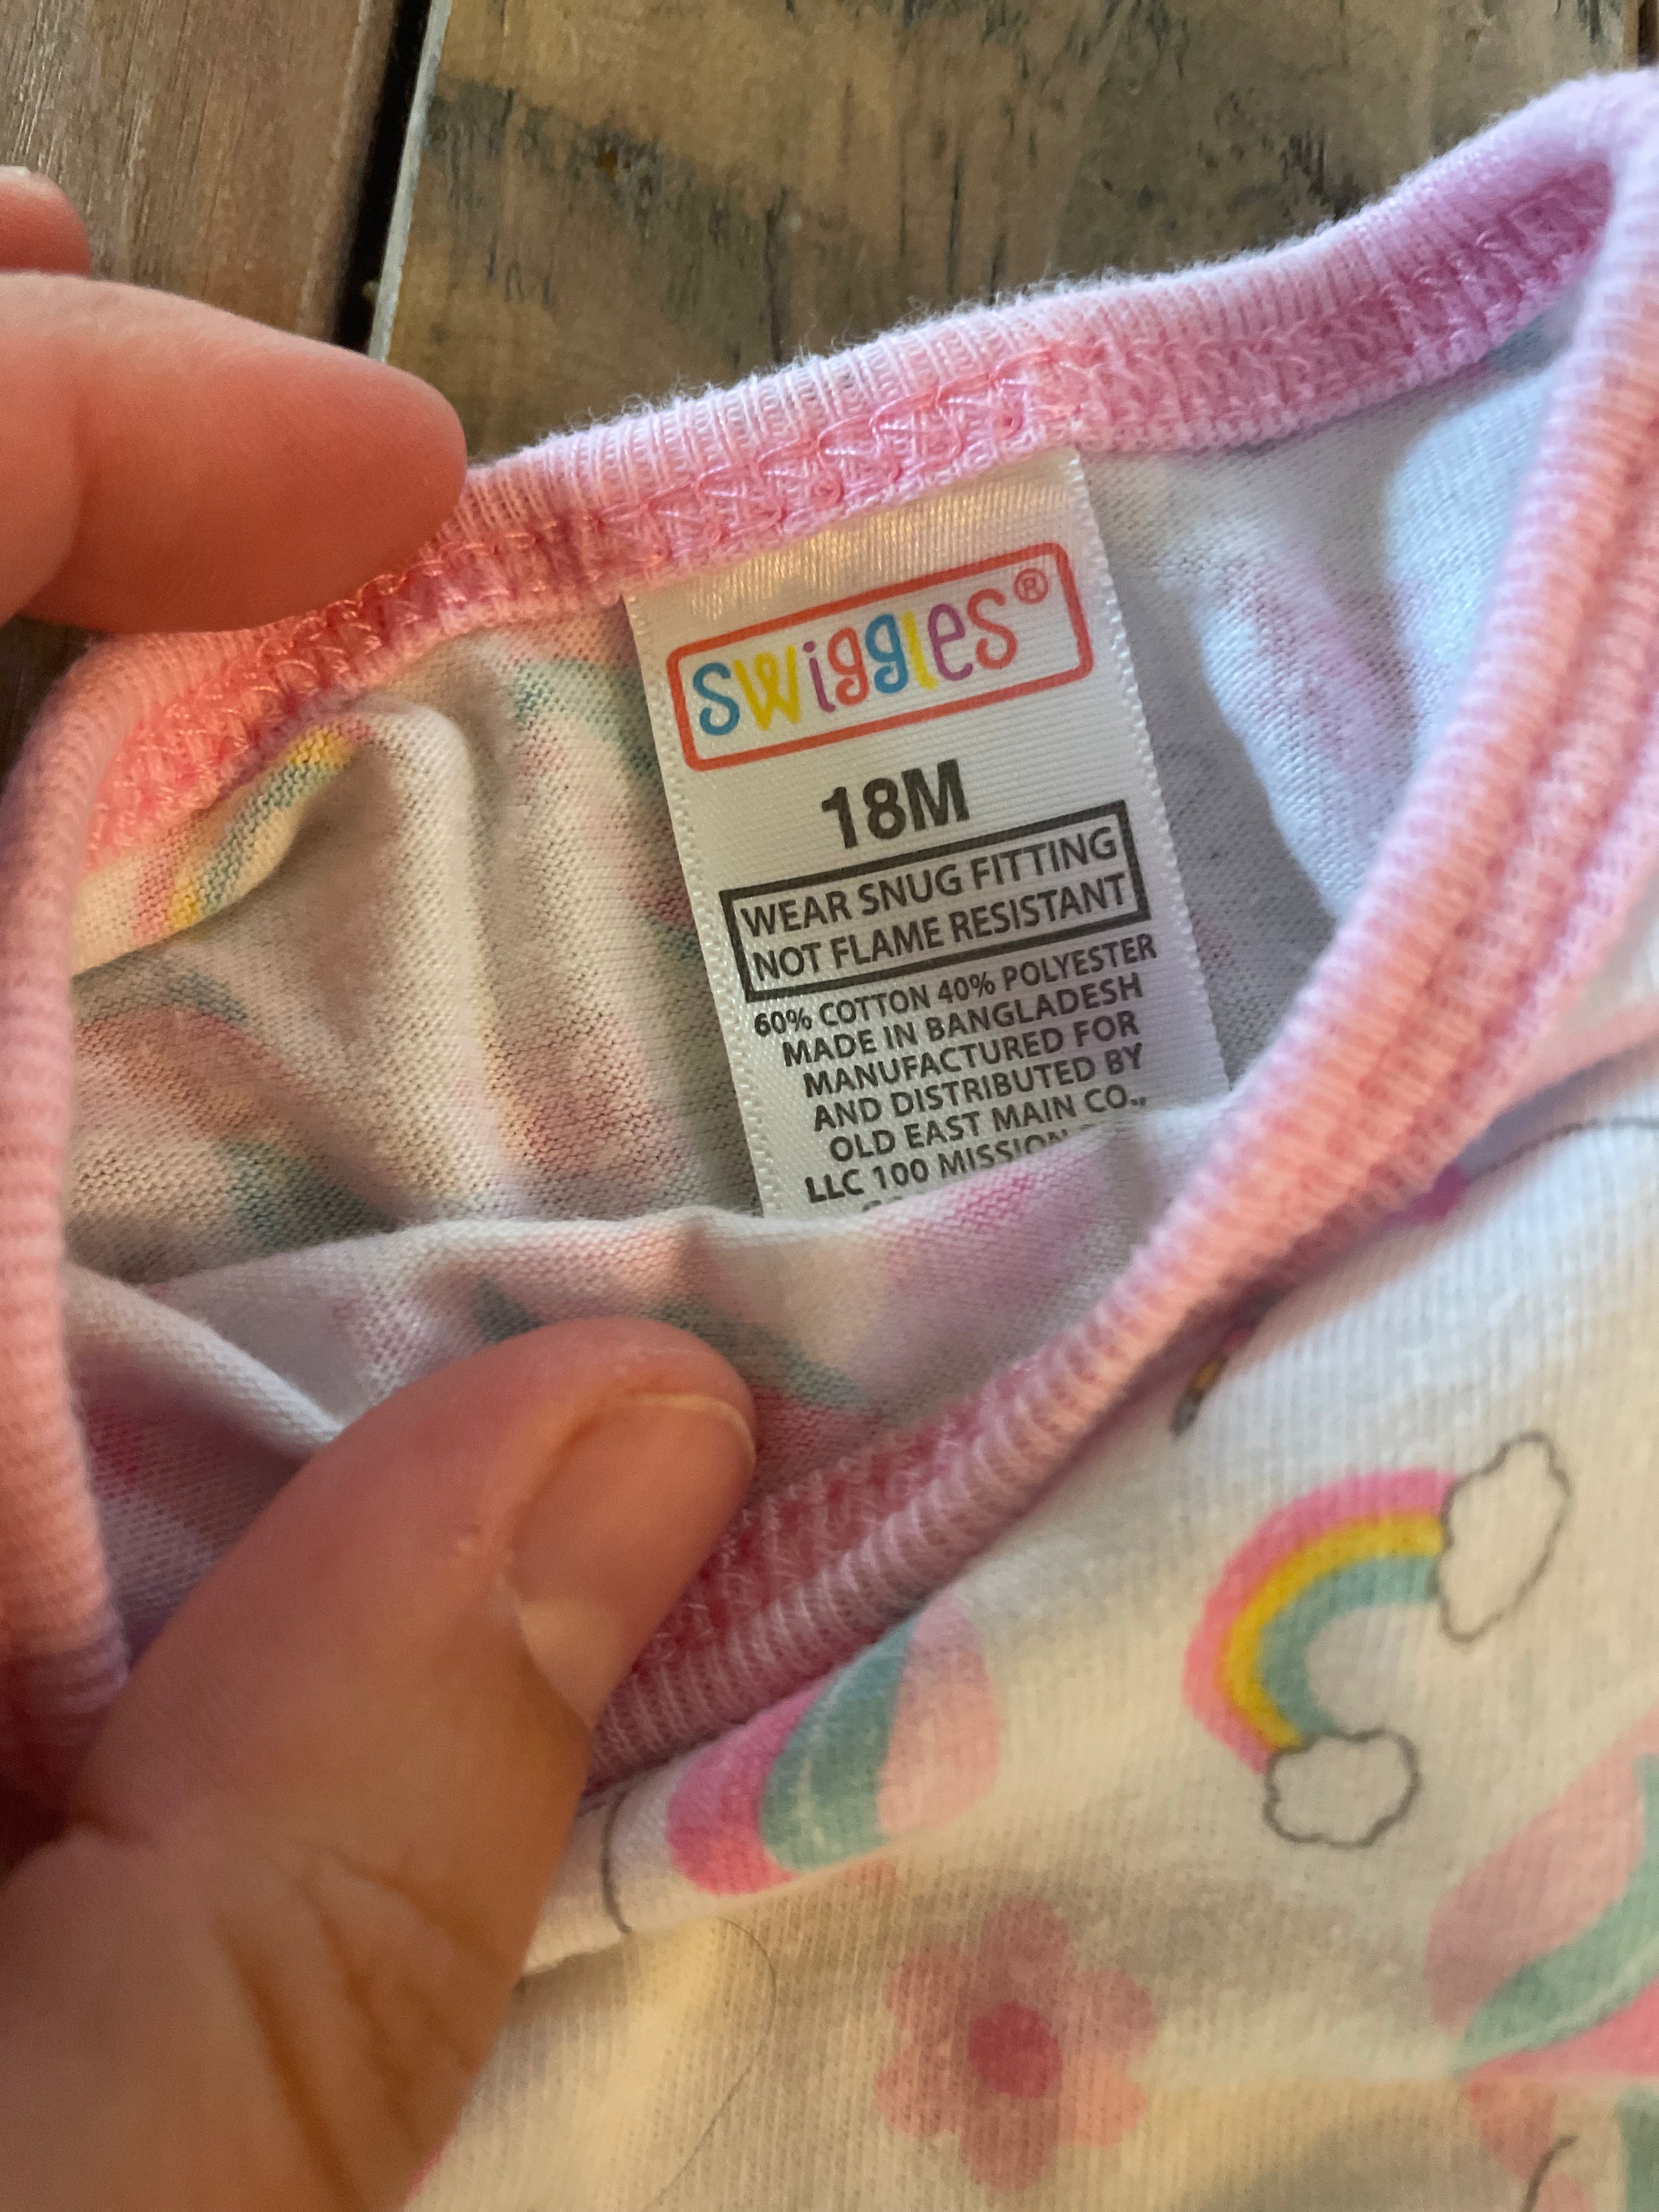 swiggles®
18M
WEAR SNUG FITTING
NOT FLAME RESISTANT
60% COTTON 40% POLYESTER
MADE IN BANGLADESH
MANUFACTURED FOR
AND DISTRIBUTED BY
OLD EAST MAIN CO.,
LLC 100 MISSION